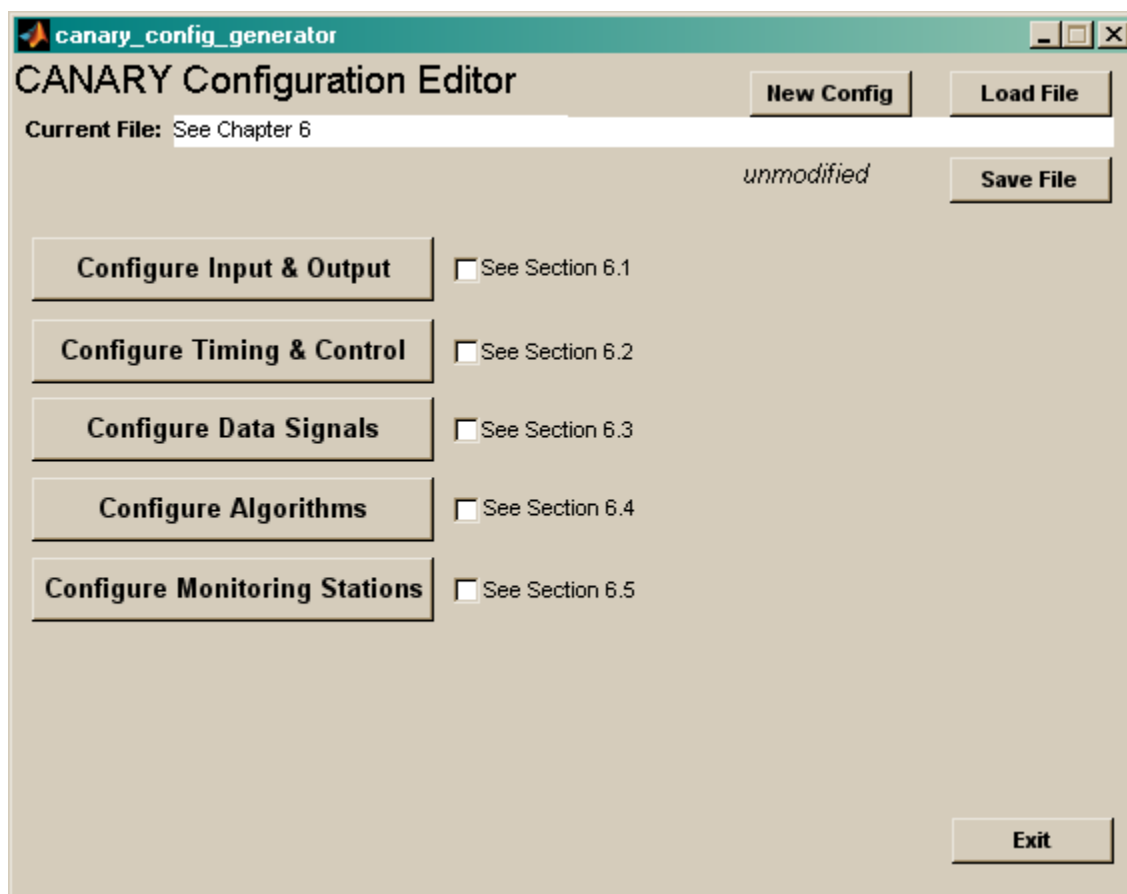 canary_config_generator
CANARY Configuration Editor
New Config
Load File
Current File: See Chapter 6
unmodified
Save File
Configure Input & Output
See Section 6.1
Configure Timing & Control
See Section 6.2
Configure Data Signals
See Section 6.3
Configure Algorithms
See Section 6.4
Configure Monitoring Stations
See Section 6.5
Exit